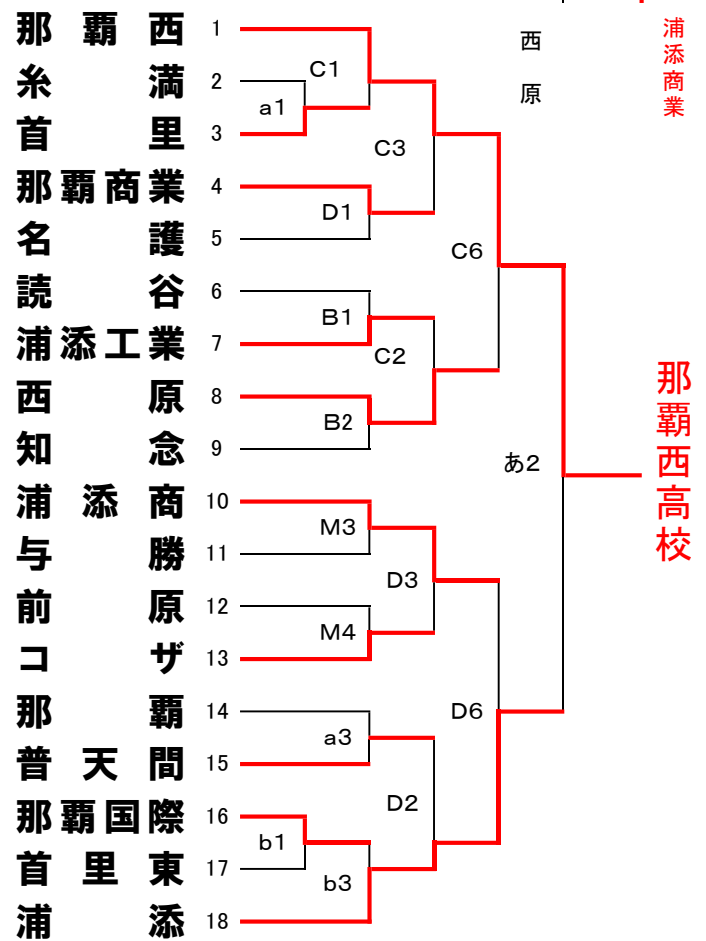 那覇西 1
糸満 2
首里 3
那覇商業 4
名護 5
読谷 6
浦添工業 7
西原 8
知念 9
浦添商 10
与勝 11
前原 12
コザ 13
那覇 14
普天間 15
那覇国際 16
首里東 17
浦添 18
a1
C1
D1
B1
B2
M3
M4
a3
b1
b3
C3
C2
D3
D2
C6
D6
あ2
西原
浦添商業
那覇西高校